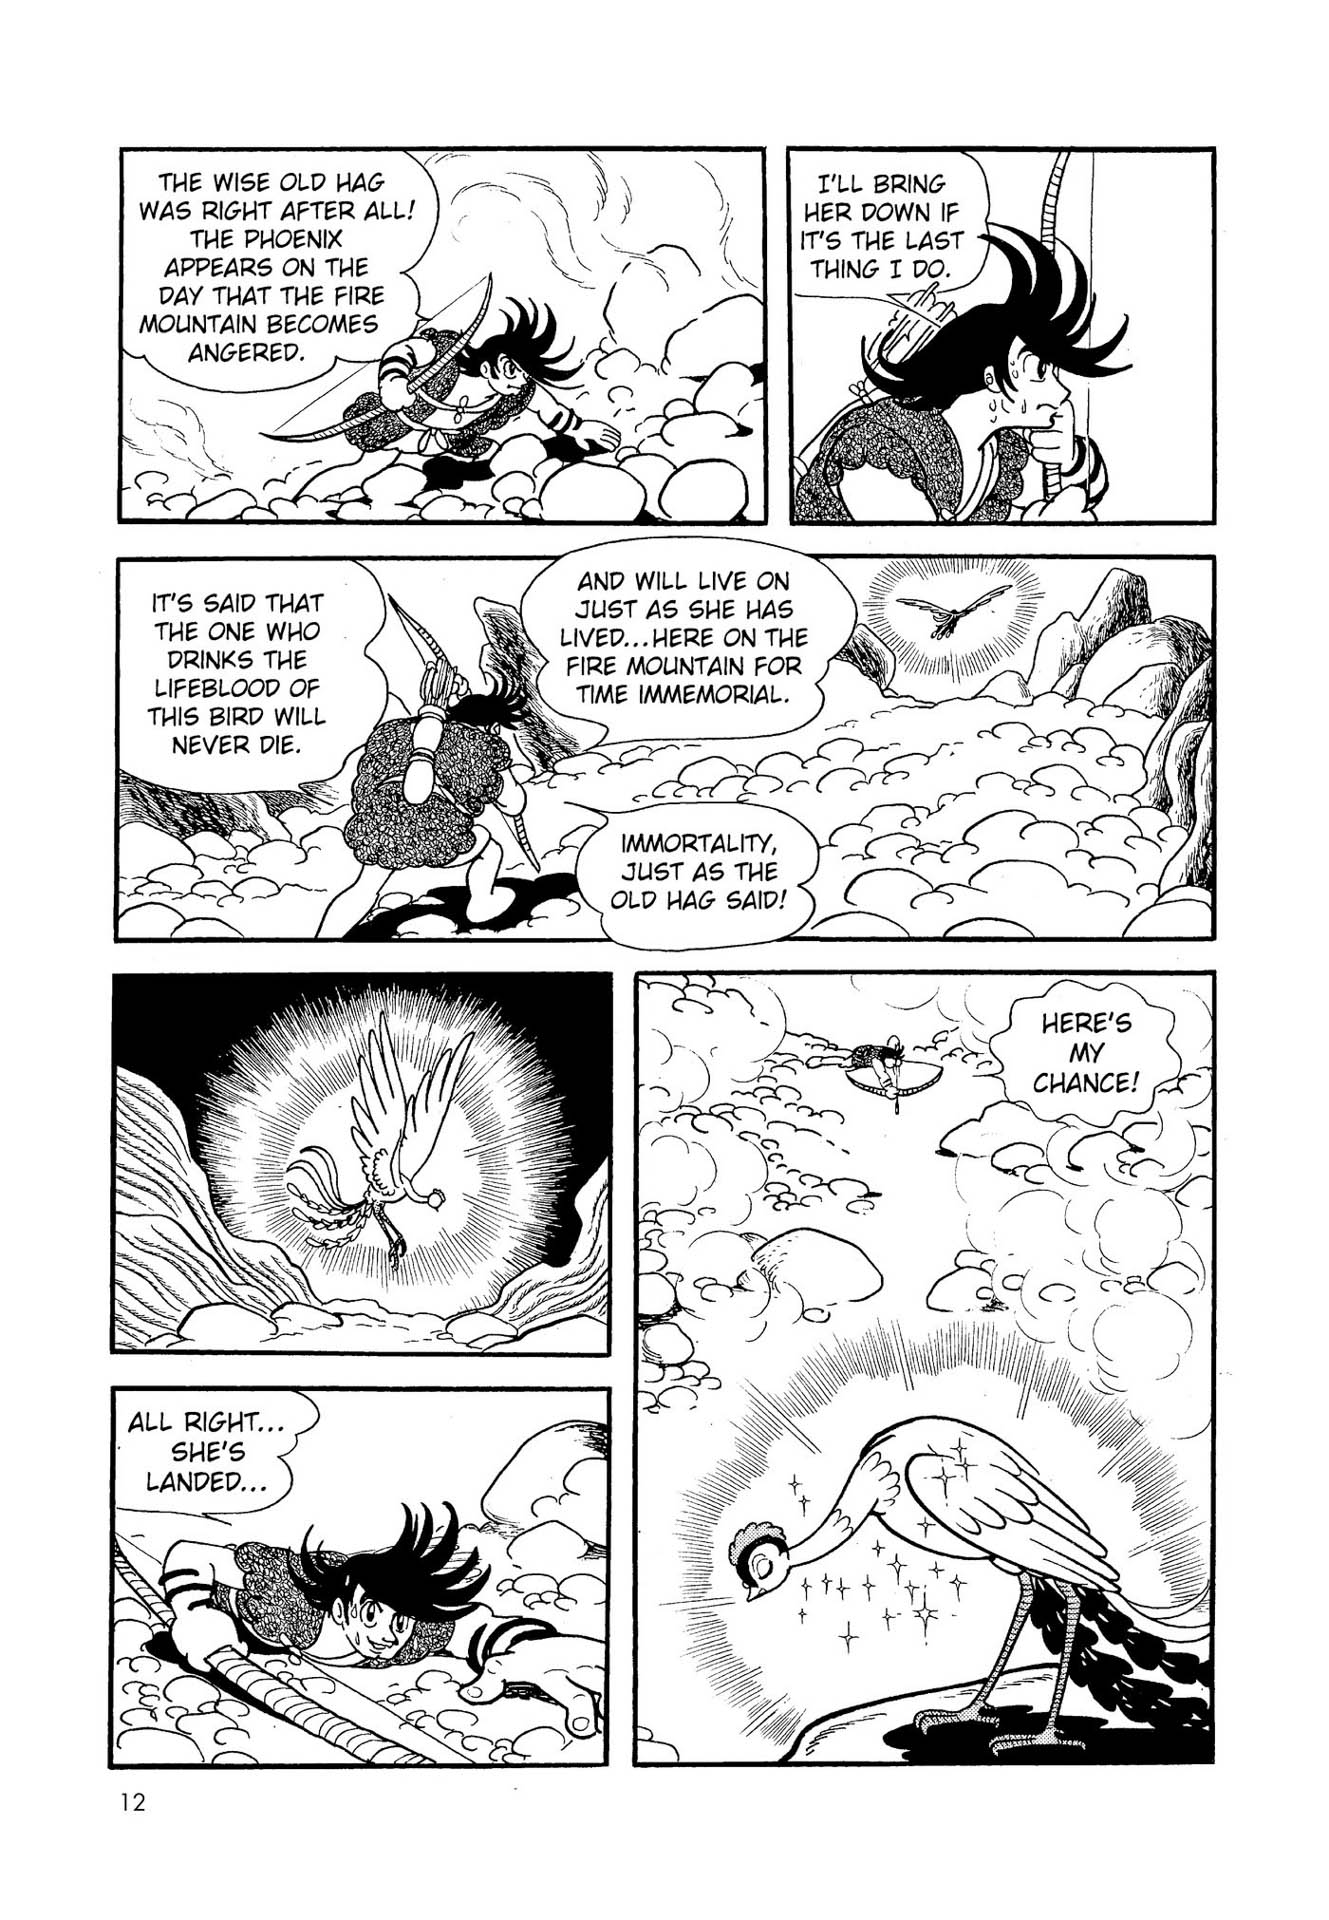 THE WISE OLD HAG
WAS RIGHT AFTER ALL!
THE PHOENIX
APPEARS ON THE
DAY THAT THE FIRE
MOUNTAIN BECOMES
ANGERED.
I'LL BRING
HER DOWN IF
IT'S THE LAST
THING I DO.
IT'S SAID THAT
THE ONE WHO
DRINKS THE
LIFEBLOOD OF
THIS BIRD WILL
NEVER DIE.
AND WILL LIVE ON
JUST AS SHE HAS
LIVED...HERE ON THE
FIRE MOUNTAIN FOR
TIME IMMEMORIAL.
IMMORTALITY,
JUST AS THE
OLD HAG SAID!
ALL RIGHT...
SHE'S
LANDED...
HERE'S
MY
CHANCE!
12